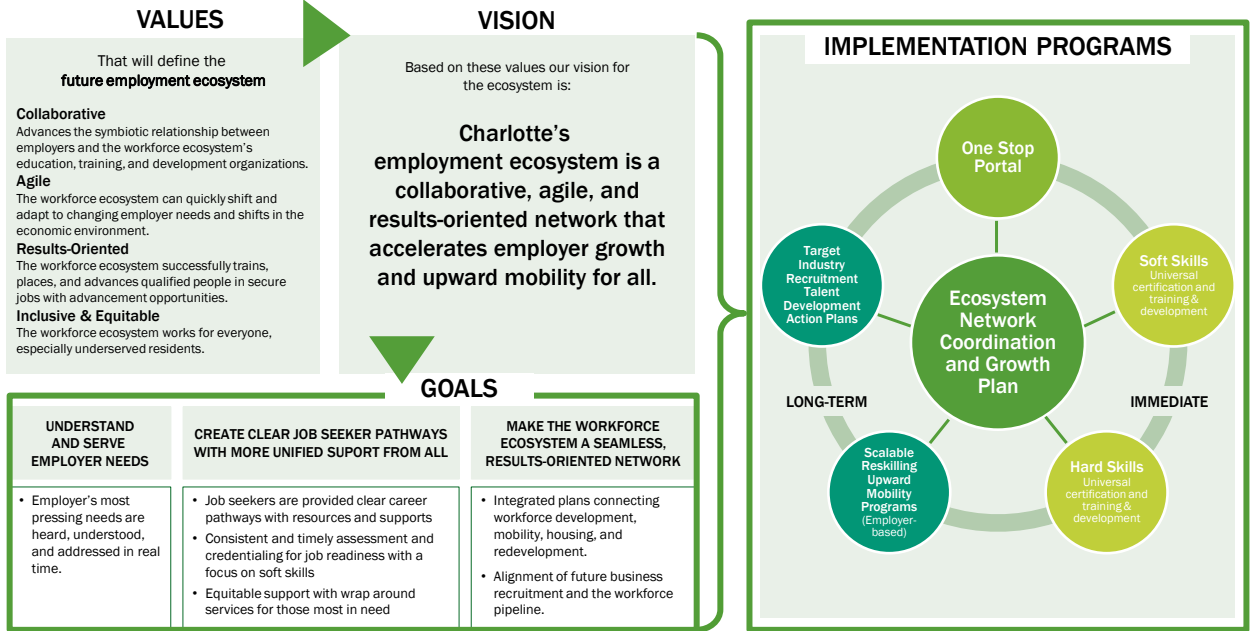 VALUES
That will define the
future employment ecosystem
Collaborative
Advances the symbiotic relationship between
employers and the workforce ecosystem's
education, training, and development organizations.
Agile
The workforce ecosystem can quickly shift and
adapt to changing employer needs and shifts in the
economic environment.
Results-Oriented
The workforce ecosystem successfully trains,
places, and advances qualified people in secure
jobs with advancement opportunities.
Inclusive & Equitable
The workforce ecosystem works for everyone,
especially underserved residents.
VISION
Based on these values our vision for
the ecosystem is:
Charlotte's
employment ecosystem is a
collaborative, agile, and
results-oriented network that
accelerates employer growth
and upward mobility for all.
GOALS
UNDERSTAND
AND SERVE
EMPLOYER NEEDS
• Employer's most
pressing needs are
heard, understood,
and addressed in real
time.
CREATE CLEAR JOB SEEKER PATHWAYS
WITH MORE UNIFIED SUPORT FROM ALL
• Job seekers are provided clear career
pathways with resources and supports
• Consistent and timely assessment and
credentialing for job readiness with a
focus on soft skills
• Equitable support with wrap around
services for those most in need
MAKE THE WORKFORCE
ECOSYSTEM A SEAMLESS,
RESULTS-ORIENTED NETWORK
• Integrated plans connecting
workforce development,
mobility, housing, and
redevelopment.
• Alignment of future business
recruitment and the workforce
pipeline.
IMPLEMENTATION PROGRAMS
One Stop
Portal
Target
Industry
Recruitment
Talent
Development
Action Plans
Soft Skills
Universal
certification and
training &
development
Ecosystem
Network
Coordination
and Growth
Plan
LONG-TERM
IMMEDIATE
Scalable
Reskilling
Upward
Mobility
Programs
(Employer-
based)
Hard Skills
Universal
certification and
training &
development